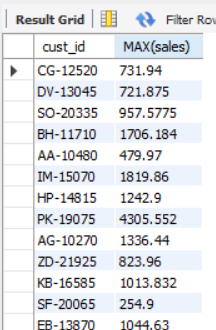 Result Grid Filter Row
cust_id MAX(sales)
CG-12520 731.94
DV-13045 721.875
SO-20335 957.5775
BH-11710 1706.184
AA-10480 479.97
IM-15070 1819.86
HP-14815 1242.9
PK-19075 4305.552
AG-10270 1336.44
ZD-21925 823.96
KB-16585 1013.832
SF-20065 254.9
EB-13870 1044.63